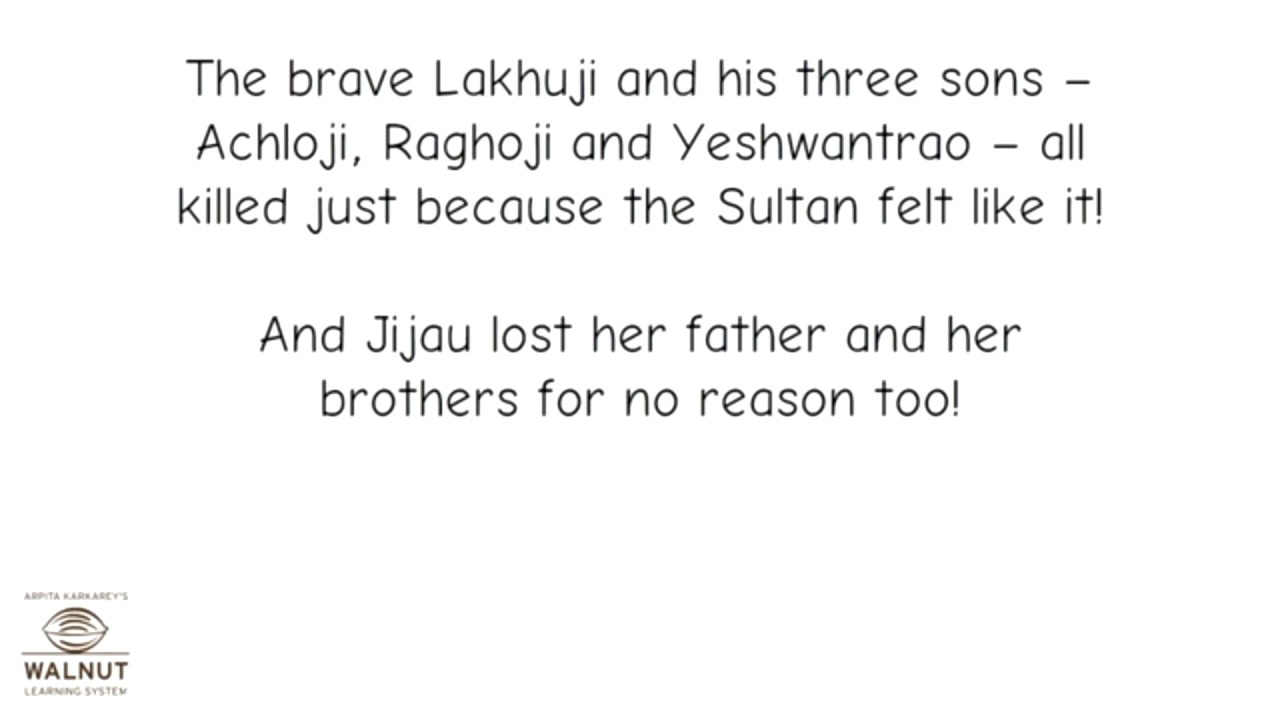 The brave Lakhuji and his three sons –
Achloji, Raghoji and Yeshwantrao – all
killed just because the Sultan felt like it!
And Jijau lost her father and her
brothers for no reason too!
ARPITA KARKAREY'S
WALNUT
LEARNING SYSTEM